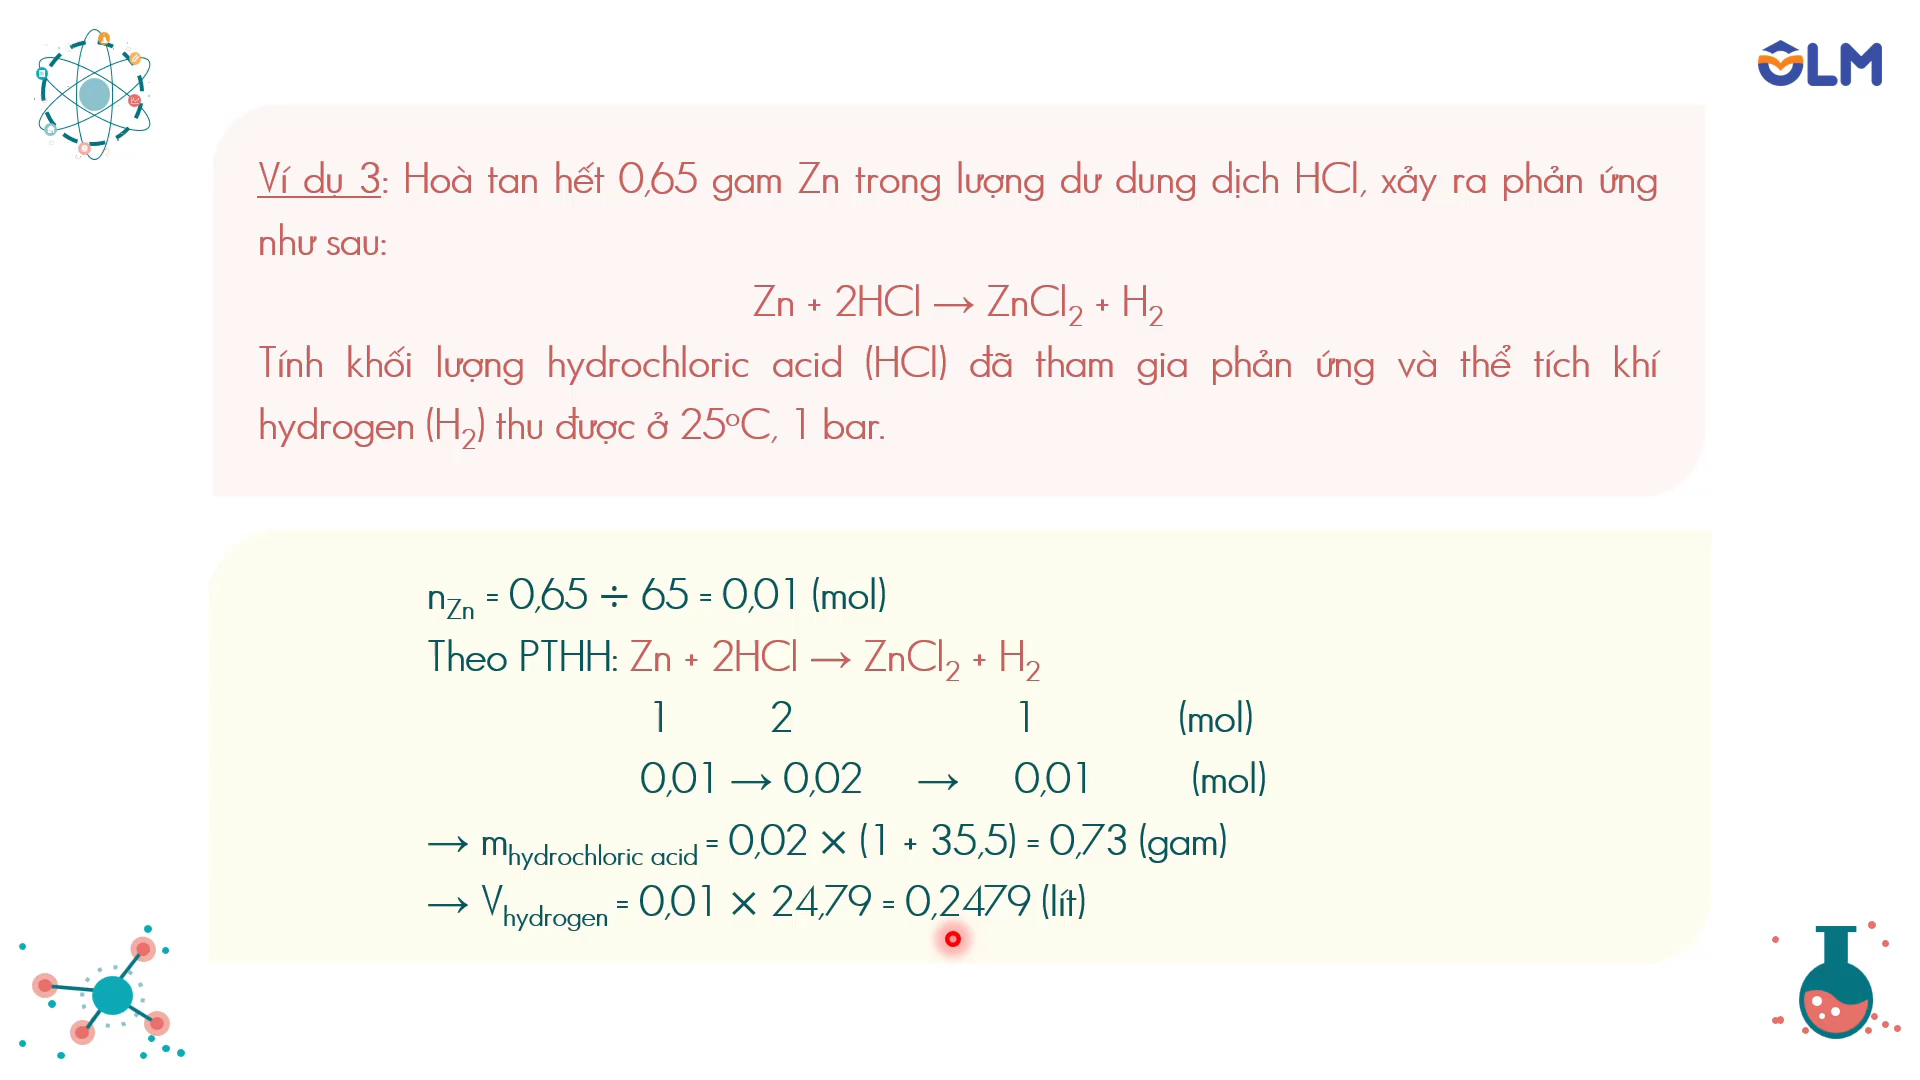 OLM
Ví dụ 3: Hoà tan hết 0,65 gam Zn trong lượng dư dung dịch HCl, xảy ra phản ứng
như sau:
Zn + 2HCl → ZnCl₂ + H₂
Tính khối lượng hydrochloric acid (HCl) đã tham gia phản ứng và thể tích khí
hydrogen (H₂) thu được ở 25°C, 1 bar.
n_Zn = 0,65 ÷ 65 = 0,01 (mol)
Theo PTHH: Zn + 2HCl → ZnCl₂ + H₂
1 2 1 (mol)
0,01 → 0,02 → 0,01 (mol)
→ m_hydrochloric acid = 0,02 × (1 + 35,5) = 0,73 (gam)
→ V_hydrogen = 0,01 × 24,79 = 0,2479 (lít)